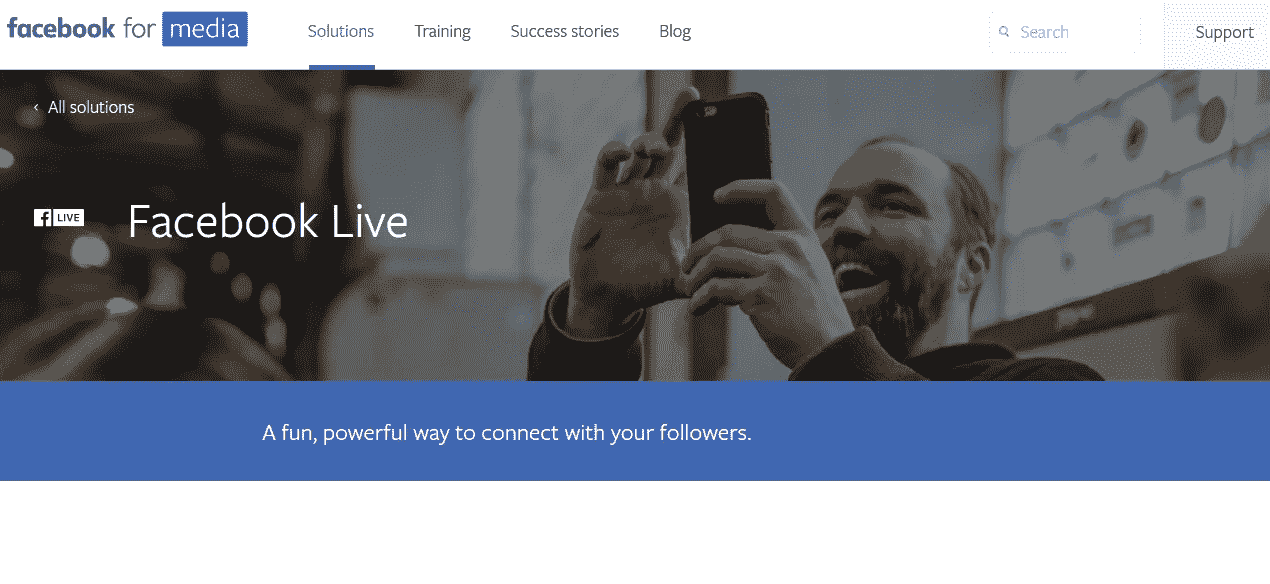 facebook for media
Solutions
Training
Success stories
Blog
Search
Support
All solutions
f LIVE
Facebook Live
A fun, powerful way to connect with your followers.